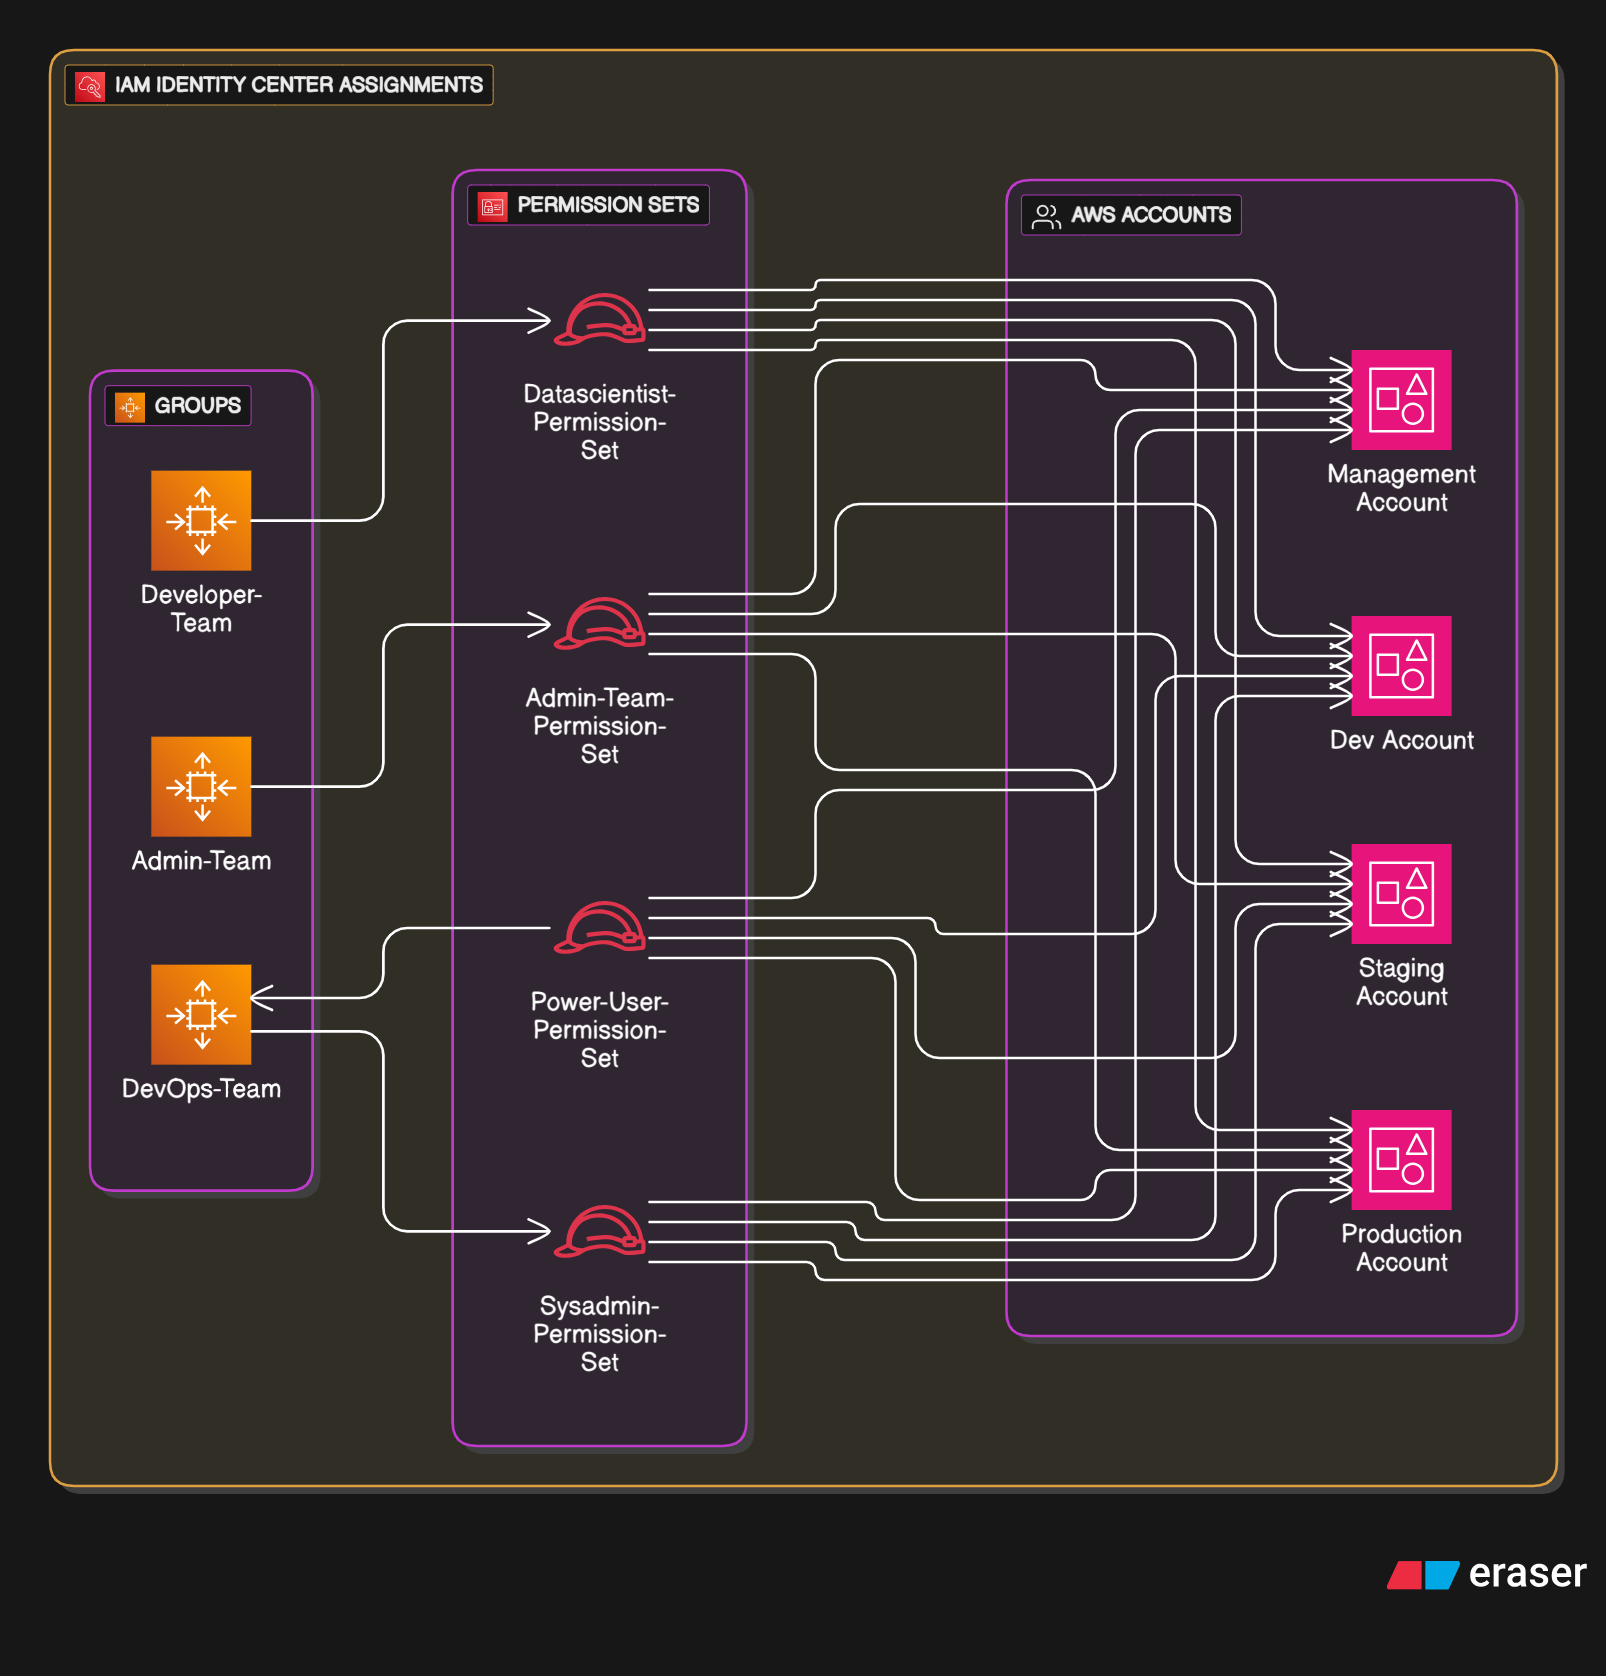 IAM IDENTITY CENTER ASSIGNMENTS
GROUPS
Developer-
Team
Admin-Team
DevOps-Team
PERMISSION SETS
Datascientist-
Permission-
Set
Admin-Team-
Permission-
Set
Power-User-
Permission-
Set
Sysadmin-
Permission-
Set
AWS ACCOUNTS
Management
Account
Dev Account
Staging
Account
Production
Account
eraser